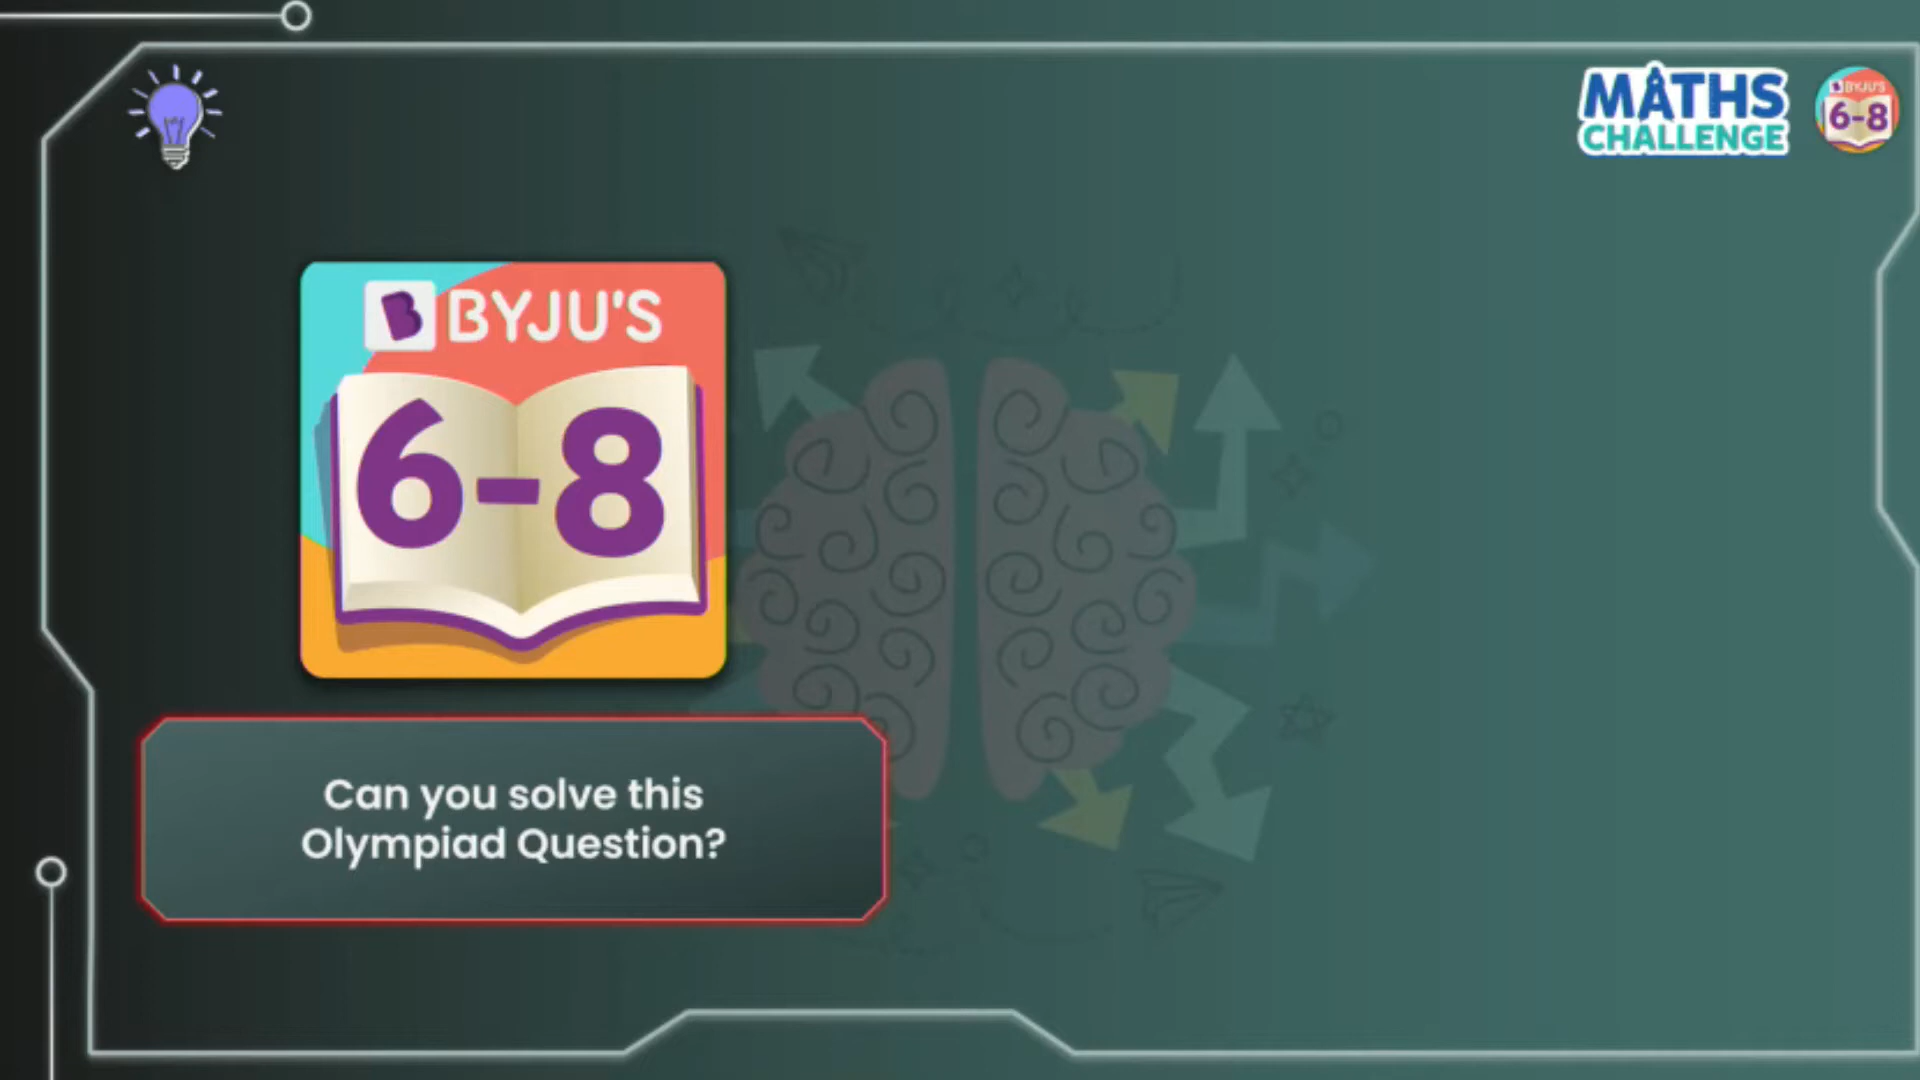 MATHS
CHALLENGE
BYJU'S
6-8
BYJU'S
6-8
Can you solve this
Olympiad Question?